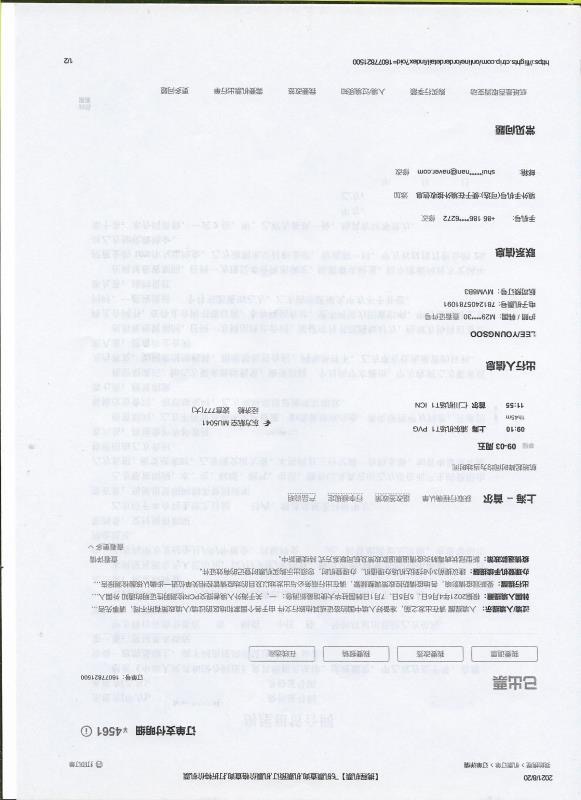 2021/8/20
【携程机票】飞机票查询,机票预订,机票价格查询,打折特价机票
我的携程 > 机票订单 > 订单详情
打印订单
订单支付明细 ¥4561
已出票
订单号：16077821500
我要退票 我要改签 我要报销 在线选座
过境/入境提示： 入境提醒 请在出发之前，准备好入境中国的签证或其他旅行文件 由于各个国家和地区的过境/入境政策有所不同，请事先咨...
韩国入境提醒：根据2021年4月6日、5月5日、7月1日韩国驻华大使馆最新消息： 一、关于海外入境者提交PCR检测阴性证明的通知 外国入...
出行提醒：受新冠疫情影响，各地疫情防控政策调整频繁，请在出行前务必与出发地以及目的地疫情管控相关单位进一步确认核酸检测报告...
办理登机手续提醒：建议提前3小时到达机场办理值机。办理登机时，您须出示购买机票时登记的有效证件。
疫情退款政策：新型冠状病毒肺炎疫情退票退款政策及航司联系方式 持续更新中。
查看详情
查看更多
上海 – 首尔 获取行程确认单 退改签政策 行李额规定 产品说明
航班起降时间均为当地时间
单程 09-03 周五
09:10 上海 浦东机场T1 PVG
1h45m
11:55 首尔 仁川机场T1 ICN
东方航空 MU5041
经济舱 波音777(大)
出行人信息
LEE/YOUNGSOO
护照 / 韩国：M29****30 查看证件号
电子机票号：7812405781091
航司预订号：MVM8B3
联系信息
手机号： +86 186****6272 修改
境外手机号(可选):便于在境外接收信息 添加
邮箱: shui*****nan@naver.com 修改
常见问题
航班是否取消变动 购买行李额 入境/过境须知 我要改签 需要机票出行单 更多问题
https://flights.ctrip.com/online/orderdetail/index?oid=16077821500
1/2